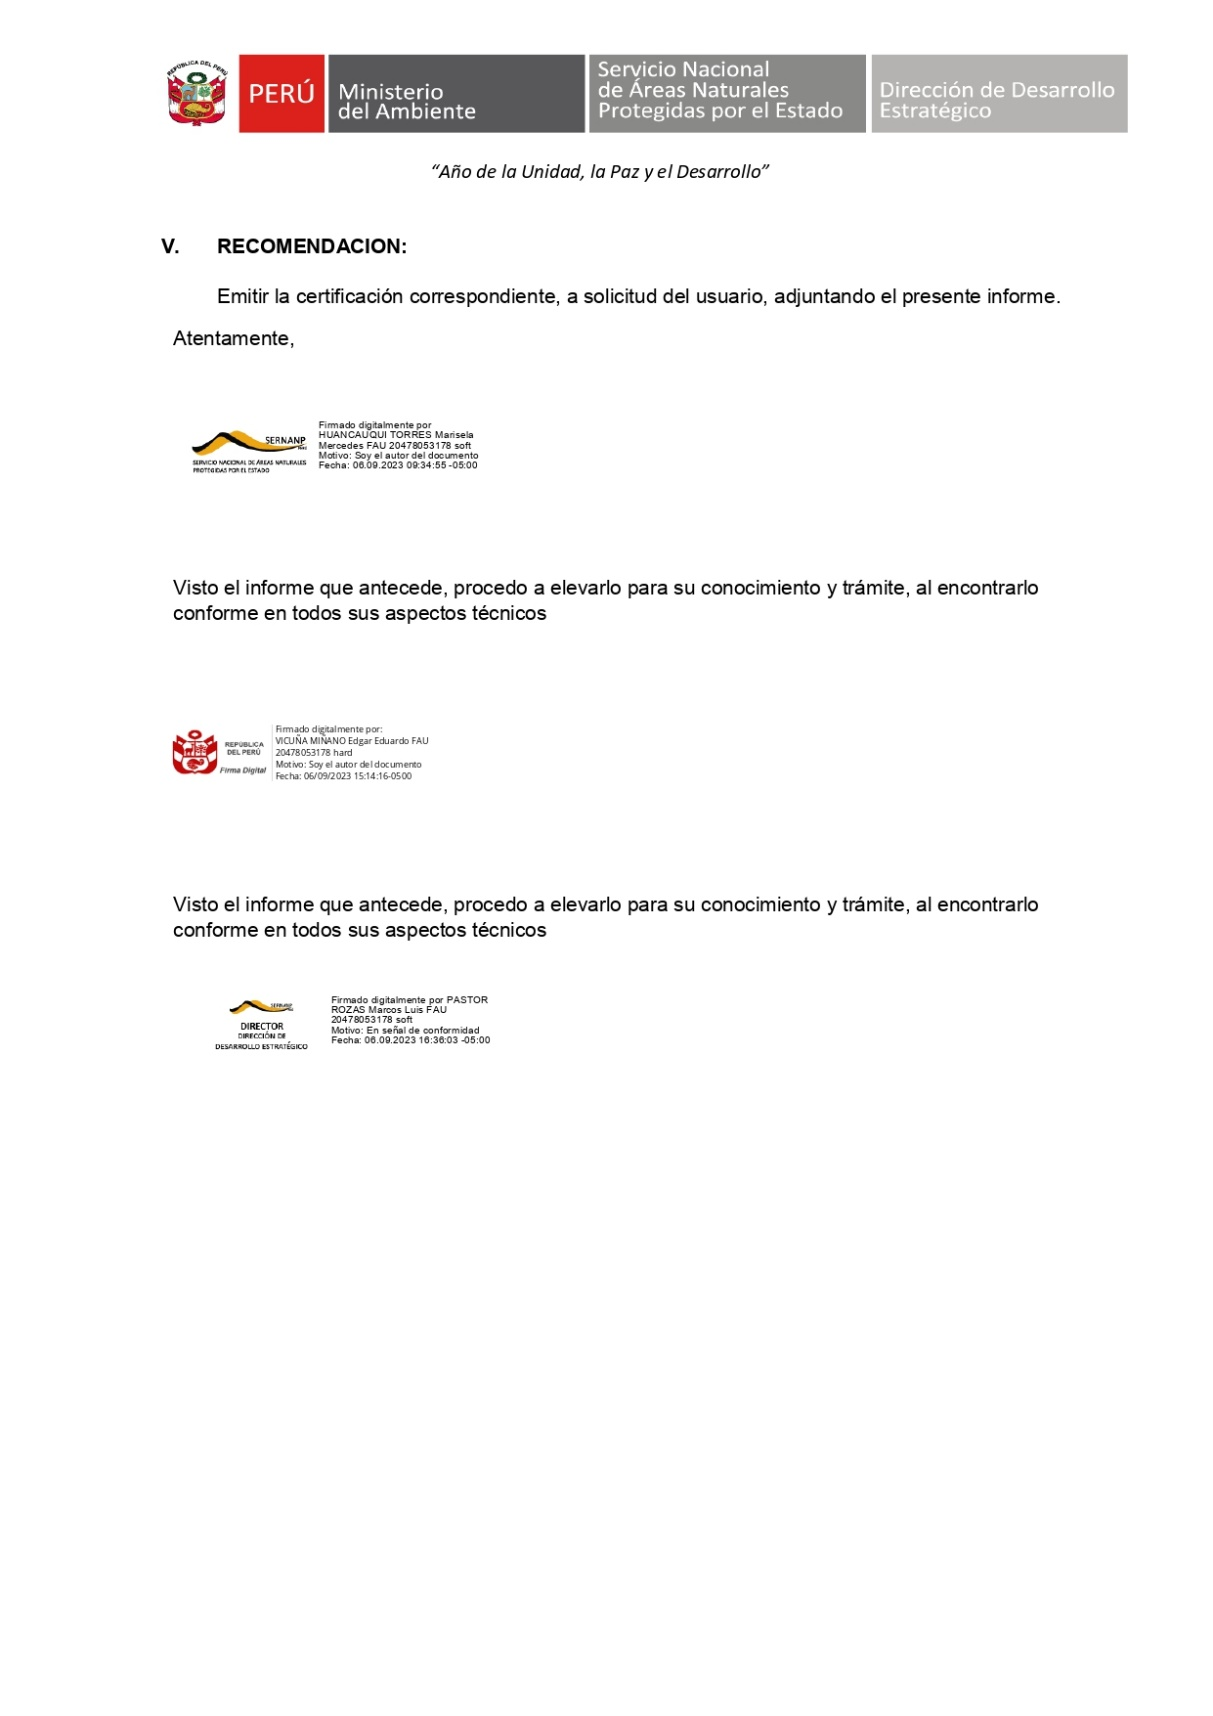 REPÚBLICA DEL PERÚ
PERÚ
Ministerio
del Ambiente
Servicio Nacional
de Áreas Naturales
Protegidas por el Estado
Dirección de Desarrollo
Estratégico
“Año de la Unidad, la Paz y el Desarrollo”
V. RECOMENDACION:
Emitir la certificación correspondiente, a solicitud del usuario, adjuntando el presente informe.
Atentamente,
SERNANP
SERVICIO NACIONAL DE ÁREAS NATURALES
PROTEGIDAS POR EL ESTADO
Firmado digitalmente por
HUANCAUQUI TORRES Marisela
Mercedes FAU 20478053178 soft
Motivo: Soy el autor del documento
Fecha: 06.09.2023 09:34:55 -05:00
Visto el informe que antecede, procedo a elevarlo para su conocimiento y trámite, al encontrarlo
conforme en todos sus aspectos técnicos
REPÚBLICA
DEL PERÚ
Firma Digital
Firmado digitalmente por:
VICUÑA MIÑANO Edgar Eduardo FAU
20478053178 hard
Motivo: Soy el autor del documento
Fecha: 06/09/2023 15:14:16-0500
Visto el informe que antecede, procedo a elevarlo para su conocimiento y trámite, al encontrarlo
conforme en todos sus aspectos técnicos
SERNANP
DIRECTOR
DIRECCIÓN DE
DESARROLLO ESTRATÉGICO
Firmado digitalmente por PASTOR
ROZAS Marcos Luis FAU
20478053178 soft
Motivo: En señal de conformidad
Fecha: 06.09.2023 16:36:03 -05:00